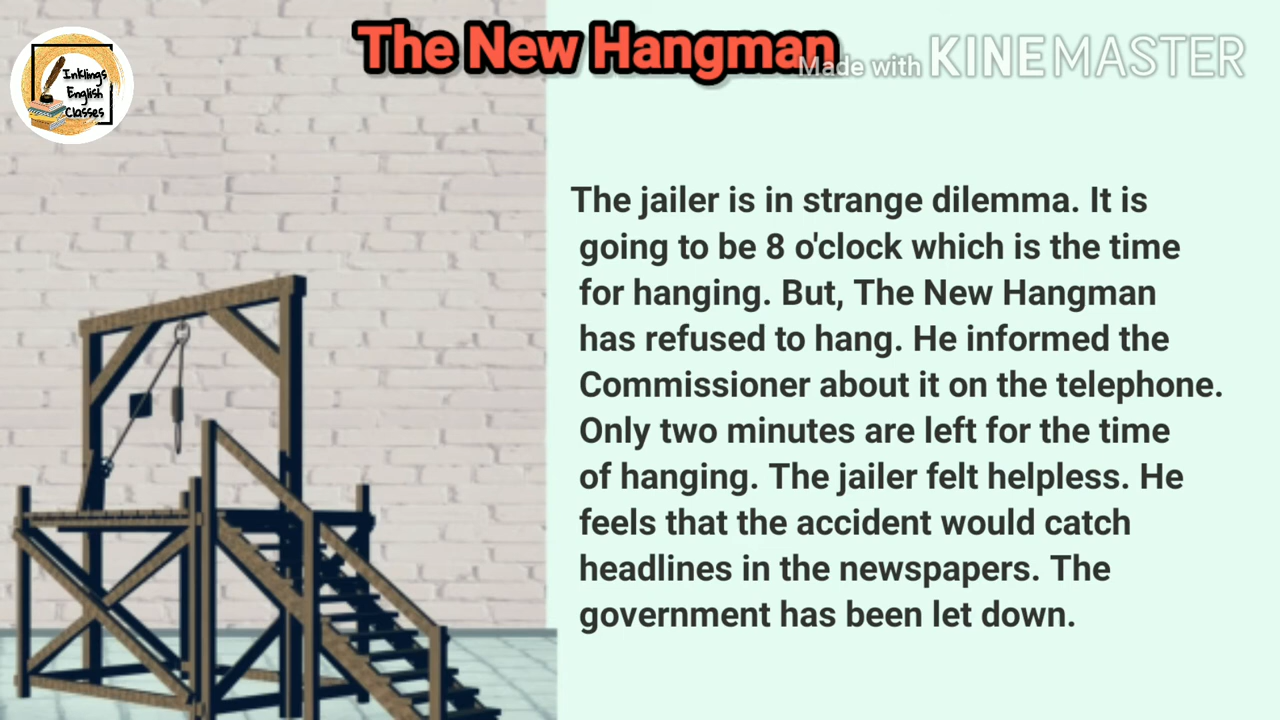 The New Hangman
Made with KINEMASTER
Inklings
English
Classes
The jailer is in strange dilemma. It is
going to be 8 o'clock which is the time
for hanging. But, The New Hangman
has refused to hang. He informed the
Commissioner about it on the telephone.
Only two minutes are left for the time
of hanging. The jailer felt helpless. He
feels that the accident would catch
headlines in the newspapers. The
government has been let down.